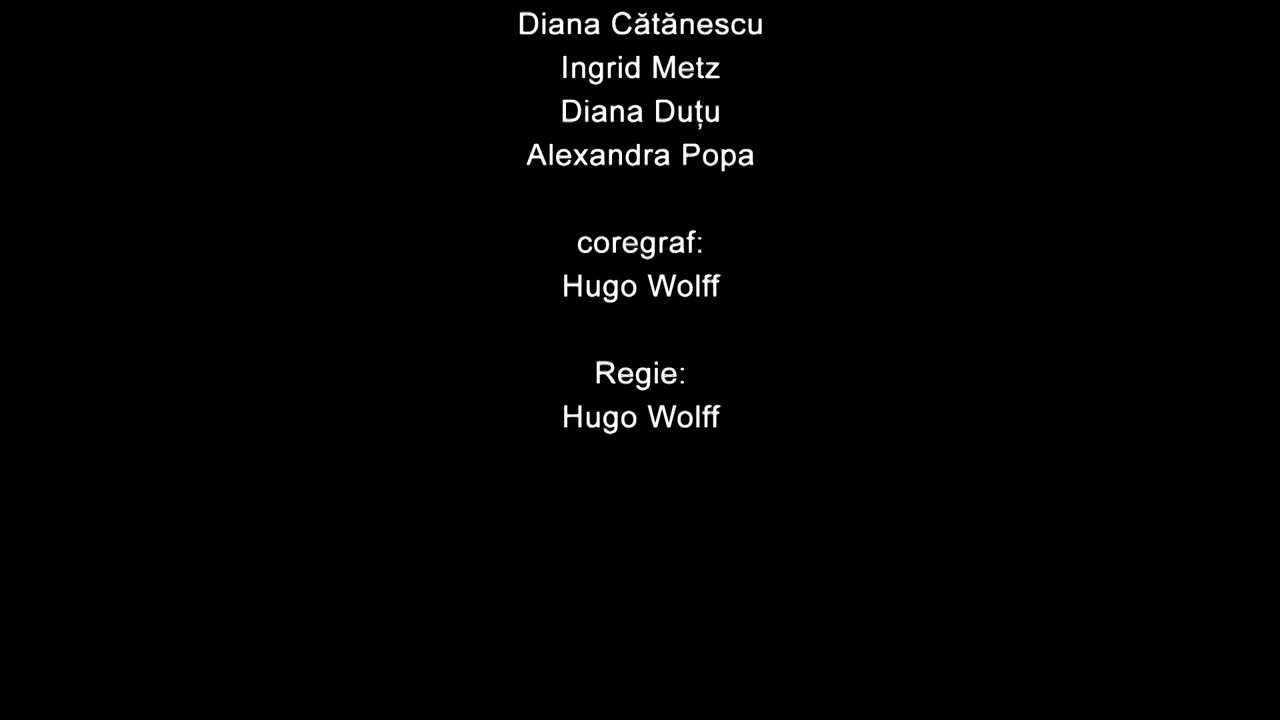 Diana Cătănescu
Ingrid Metz
Diana Duțu
Alexandra Popa
coregraf:
Hugo Wolff
Regie:
Hugo Wolff